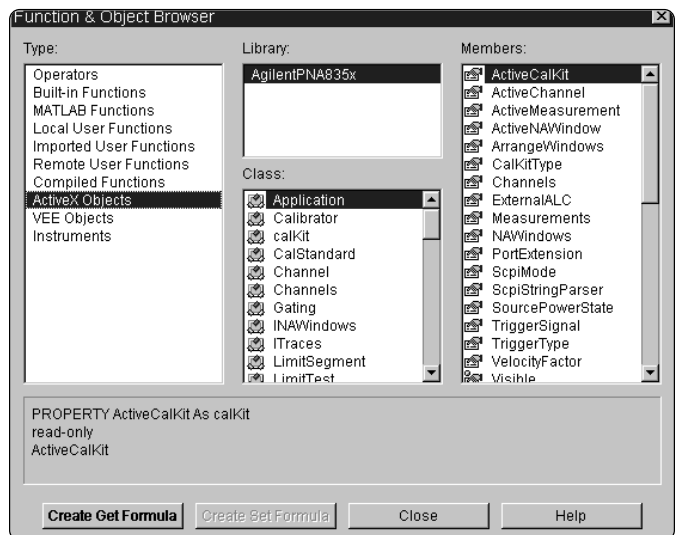 Function & Object Browser
Type:
Operators
Built-in Functions
MATLAB Functions
Local User Functions
Imported User Functions
Remote User Functions
Compiled Functions
ActiveX Objects
VEE Objects
Instruments
Library:
AgilentPNA835x
Class:
Application
Calibrator
calKit
CalStandard
Channel
Channels
Gating
INAWindows
ITraces
LimitSegment
LimitTest
Members:
ActiveCalKit
ActiveChannel
ActiveMeasurement
ActiveNAWindow
ArrangeWindows
CalKitType
Channels
ExternalALC
Measurements
NAWindows
PortExtension
ScpiMode
ScpiStringParser
SourcePowerState
TriggerSignal
TriggerType
VelocityFactor
Visible
PROPERTY ActiveCalKit As calKit
read-only
ActiveCalKit
Create Get Formula
Create Set Formula
Close
Help